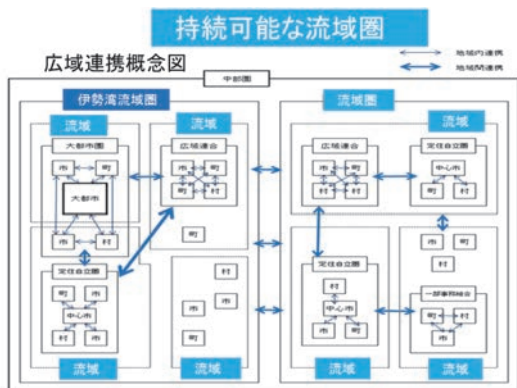 持続可能な流域圏
広域連携概念図
地域内連携
地域間連携
中部圏
伊勢湾流域圏
流域圏
流域
大都市圏
市
町
大都市
市
村
流域
広域連合
市
町
町
村
流域
広域連合
市
町
町
村
流域
定住自立圏
中心市
市
町
町
定住自立圏
町
市
中心市
村
市
流域
村
市
市
町
流域
定住自立圏
村
中心市
市
町
流域
市
町
村
一部事務組合
町
村
市
流域